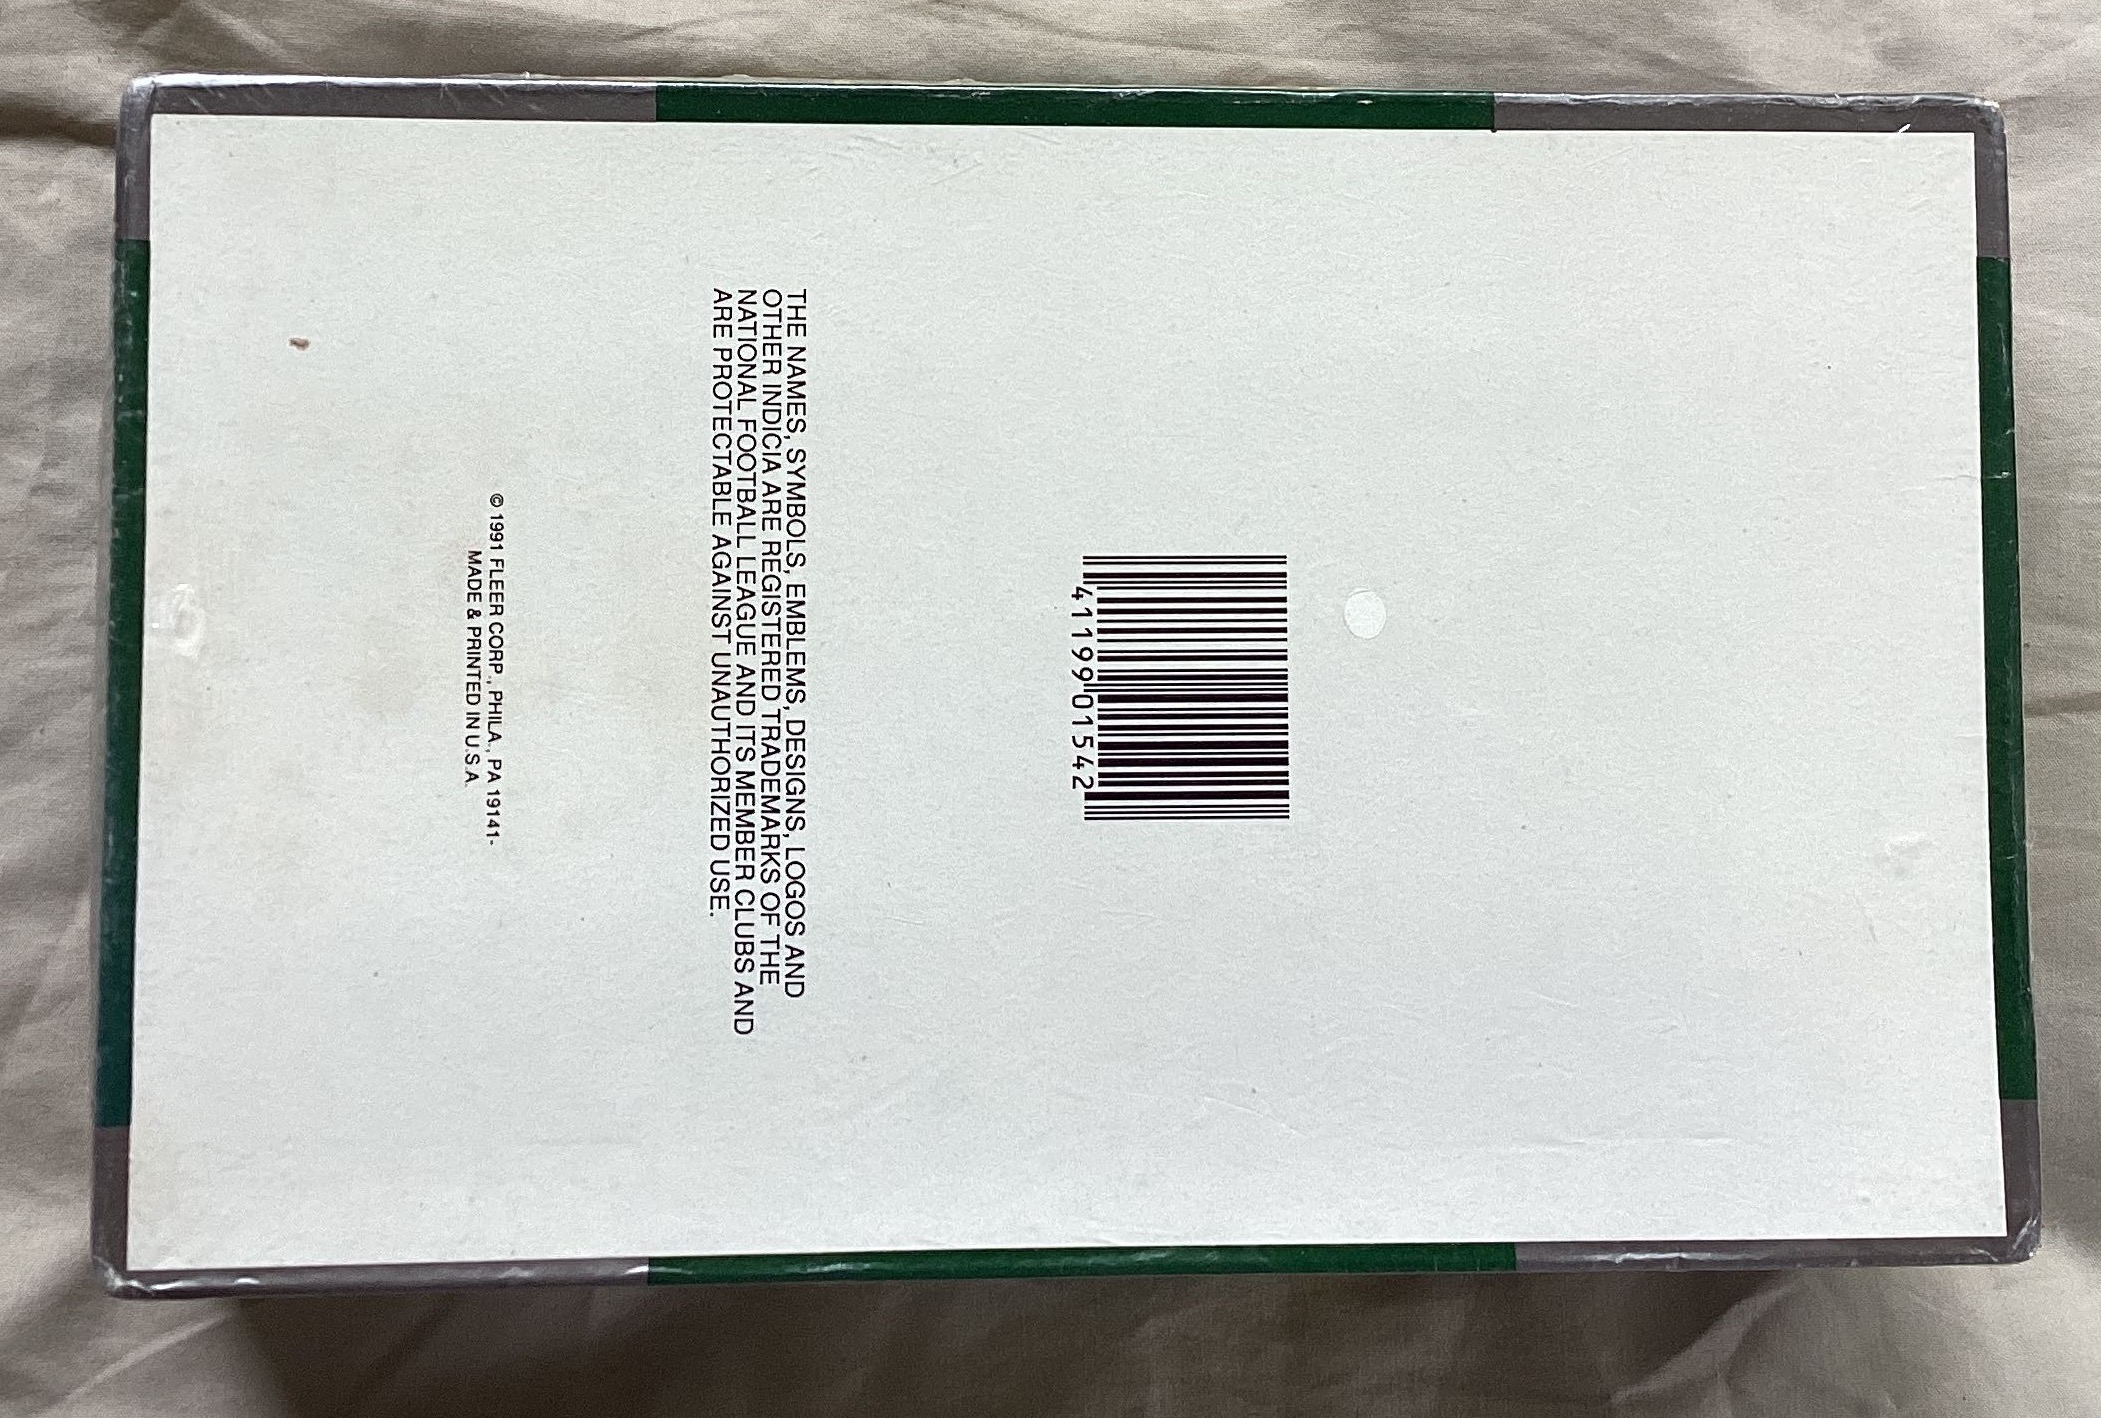 4119901542
THE NAMES, SYMBOLS, EMBLEMS, DESIGNS, LOGOS AND
OTHER INDICIA ARE REGISTERED TRADEMARKS OF THE
NATIONAL FOOTBALL LEAGUE AND ITS MEMBER CLUBS AND
ARE PROTECTABLE AGAINST UNAUTHORIZED USE.
© 1991 FLEER CORP., PHILA., PA 19141-
MADE & PRINTED IN U.S.A.